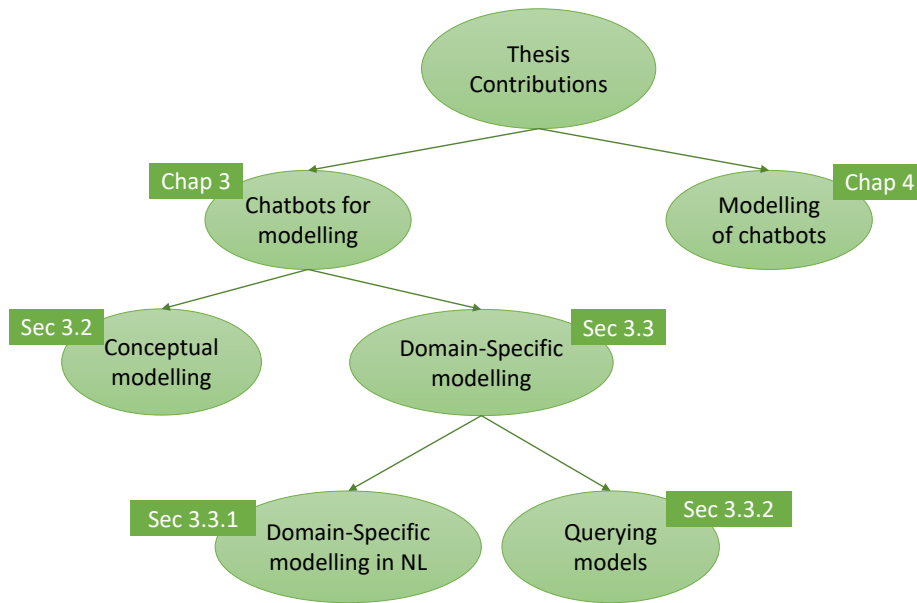 Thesis
Contributions
Chap 3
Chatbots for
modelling
Chap 4
Modelling
of chatbots
Sec 3.2
Conceptual
modelling
Sec 3.3
Domain-Specific
modelling
Sec 3.3.1
Domain-Specific
modelling in NL
Sec 3.3.2
Querying
models